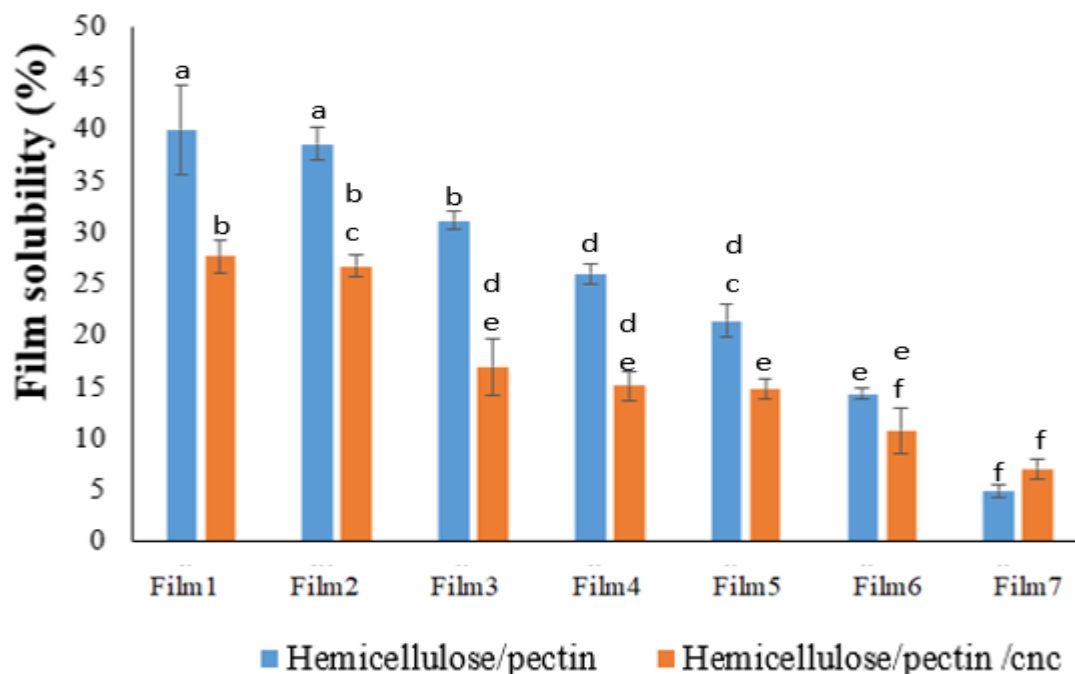 Film solubility (%)
50
45
40
35
30
25
20
15
10
5
0
a
b
a
b
c
b
d
e
d
d
e
d
c
e
e
e
f
f
f
Film1 Film2 Film3 Film4 Film5 Film6 Film7
Hemicellulose/pectin Hemicellulose/pectin /cnc